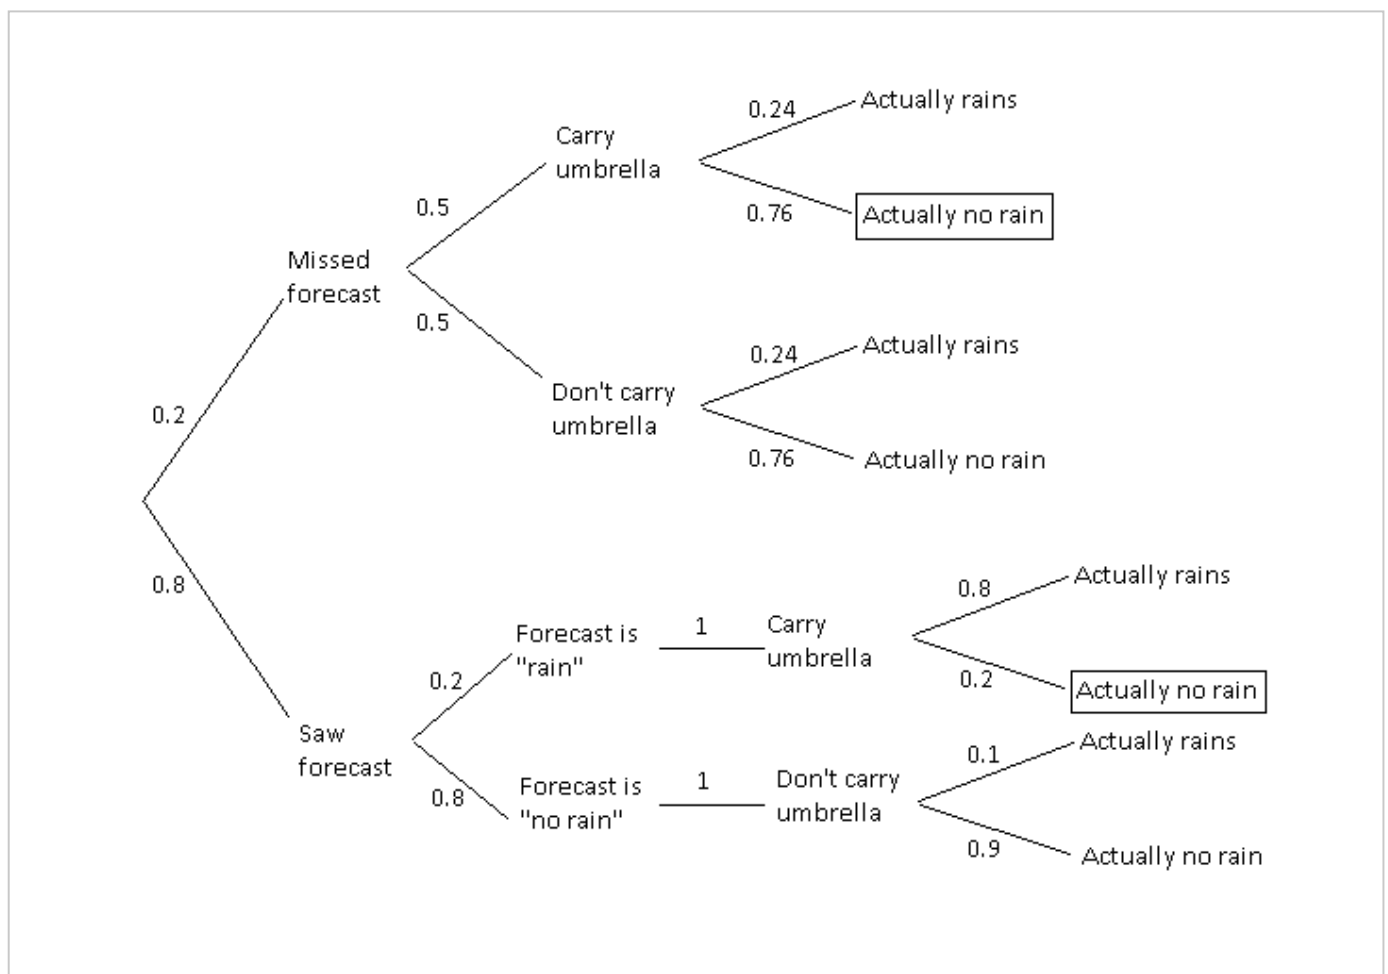 0.24
Actually rains
Carry
umbrella
0.76
Actually no rain
0.5
Missed
forecast
0.5
0.24
Actually rains
Don't carry
umbrella
0.76
Actually no rain
0.2
0.8
0.8
Actually rains
Forecast is
"rain"
1
Carry
umbrella
0.2
0.2
Actually no rain
Saw
forecast
0.1
Actually rains
0.8
Forecast is
"no rain"
1
Don't carry
umbrella
0.9
Actually no rain